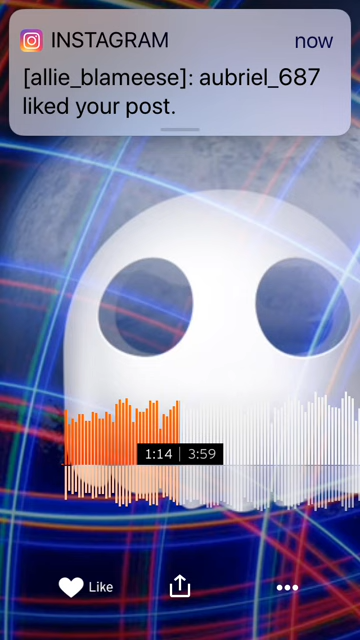 INSTAGRAM now
[allie_blameese]: aubriel_687
liked your post.
1:14 | 3:59
Like